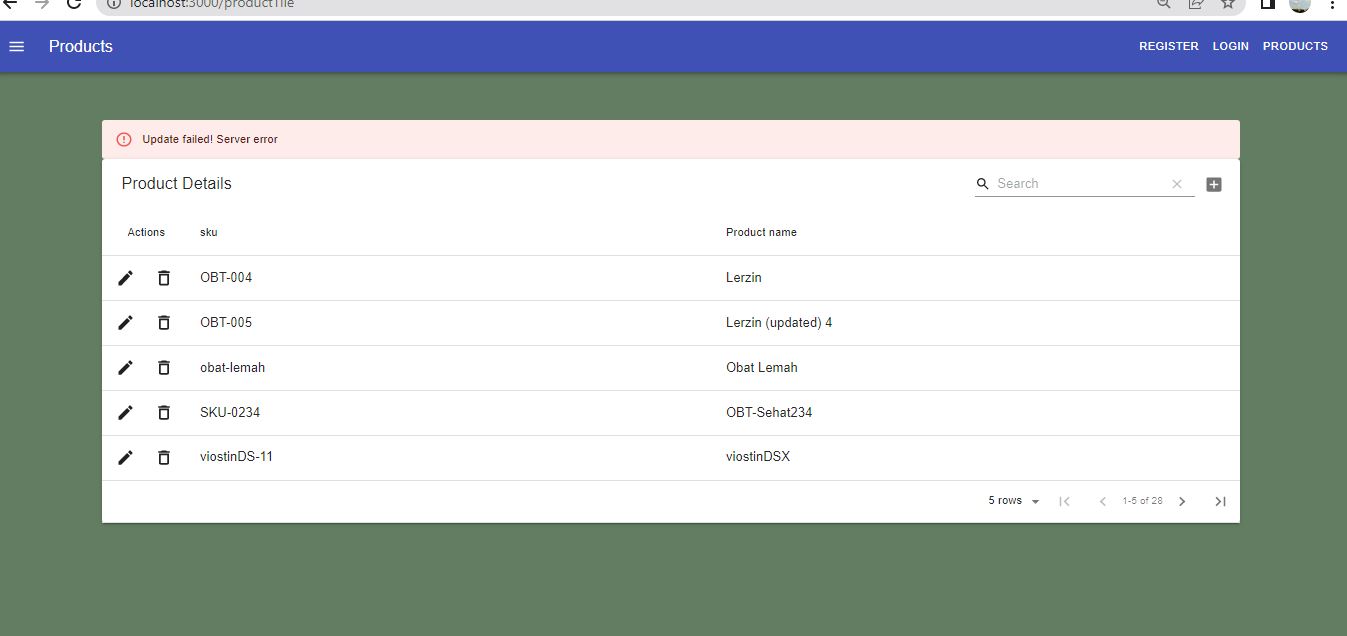 localhost:3000/productTile
Products
REGISTER LOGIN PRODUCTS
Update failed! Server error
Product Details
Search
Actions sku Product name
OBT-004 Lerzin
OBT-005 Lerzin (updated) 4
obat-lemah Obat Lemah
SKU-0234 OBT-Sehat234
viostinDS-11 viostinDSX
5 rows 1-5 of 28